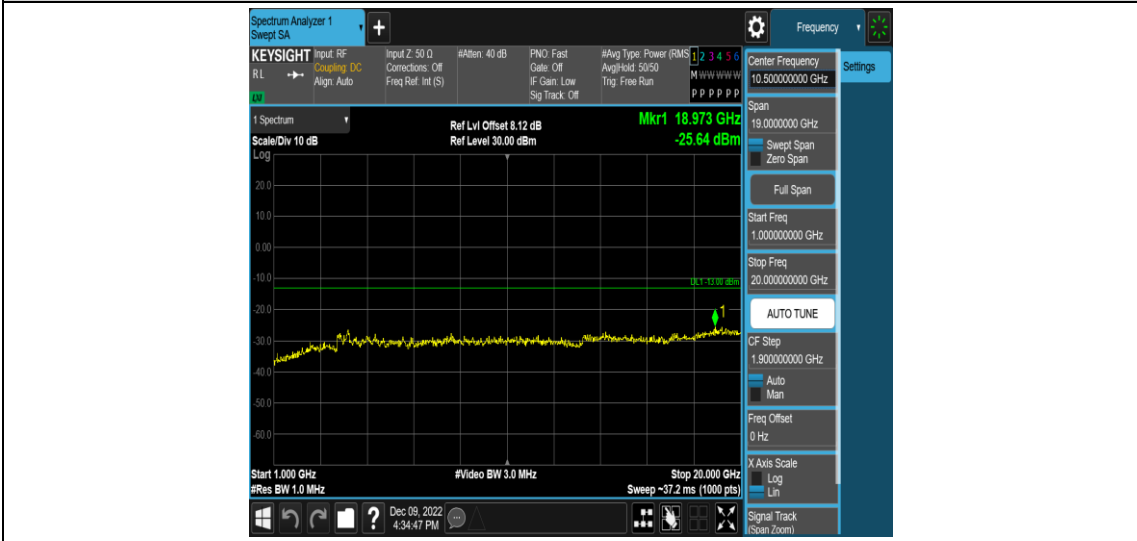 Spectrum Analyzer 1
Swept SA
+
Frequency
KEYSIGHT
RL
Input: RF
Coupling: DC
Align: Auto
Input Z: 50 Ω
Corrections: Off
Freq Ref: Int (S)
#Atten: 40 dB
PNO: Fast
Gate: Off
IF Gain: Low
Sig Track: Off
#Avg Type: Power (RMS
Avg|Hold: 50/50
Trig: Free Run
1 2 3 4 5 6
M W W W W W
P P P P P P
1 Spectrum
Scale/Div 10 dB
Log
Ref Lvl Offset 8.12 dB
Ref Level 30.00 dBm
Mkr1 18.973 GHz
-25.64 dBm
20.0
10.0
0.00
-10.0
-20.0
-30.0
-40.0
-50.0
-60.0
DL1 -13.00 dBm
1
Start 1.000 GHz
#Res BW 1.0 MHz
#Video BW 3.0 MHz
Stop 20.000 GHz
Sweep ~37.2 ms (1000 pts)
?
Dec 09, 2022
4:34:47 PM
Center Frequency
10.500000000 GHz
Settings
Span
19.0000000 GHz
Swept Span
Zero Span
Full Span
Start Freq
1.000000000 GHz
Stop Freq
20.000000000 GHz
AUTO TUNE
CF Step
1.900000000 GHz
Auto
Man
Freq Offset
0 Hz
X Axis Scale
Log
Lin
Signal Track
(Span Zoom)